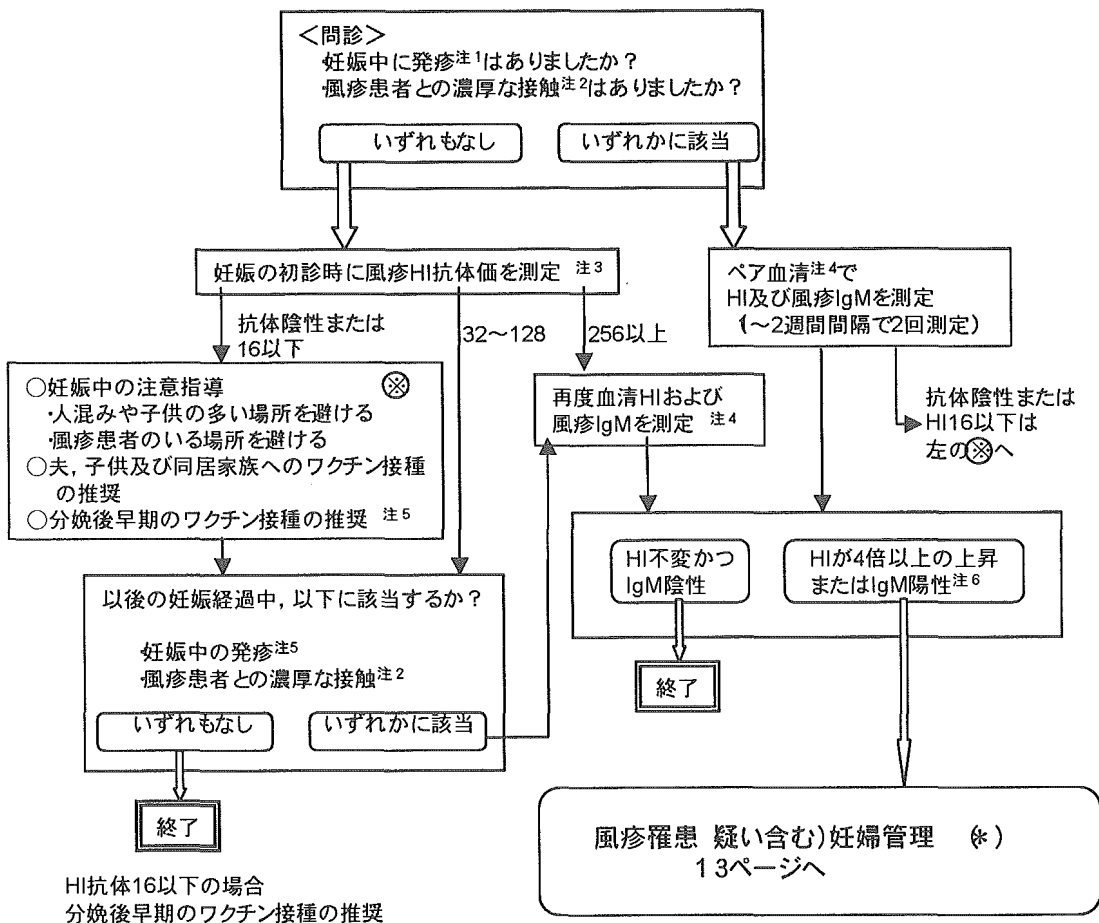 <問診>
・妊娠中に発疹注1はありましたか?
・風疹患者との濃厚な接触注2はありましたか?
いずれもなし
いずれかに該当
妊娠の初診時に風疹HI抗体価を測定 注3
ペア血清注4で
HI及び風疹IgMを測定
(1〜2週間間隔で2回測定)
抗体陰性または
16以下
32〜128
256以上
○妊娠中の注意指導 ※
・人混みや子供の多い場所を避ける
・風疹患者のいる場所を避ける
○夫,子供及び同居家族へのワクチン接種
の推奨
○分娩後早期のワクチン接種の推奨 注5
再度血清HIおよび
風疹IgMを測定 注4
抗体陰性または
HI16以下は
左の※へ
HI不変かつ
IgM陰性
HIが4倍以上の上昇
またはIgM陽性注6
以後の妊娠経過中,以下に該当するか?
・妊娠中の発疹注5
・風疹患者との濃厚な接触注2
いずれもなし
いずれかに該当
終了
終了
風疹罹患 疑い含む)妊婦管理 (*)
13ページへ
HI抗体16以下の場合
分娩後早期のワクチン接種の推奨